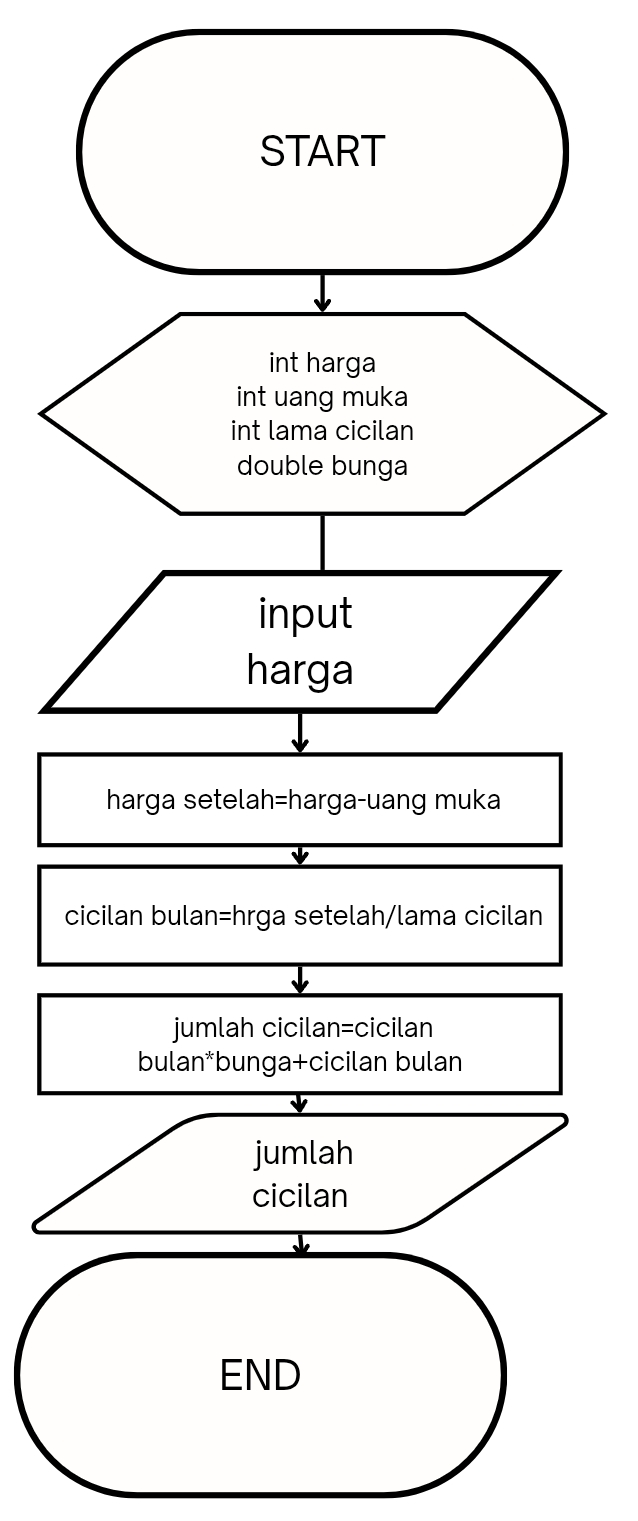 START
int harga
int uang muka
int lama cicilan
double bunga
input
harga
harga setelah=harga-uang muka
cicilan bulan=hrga setelah/lama cicilan
jumlah cicilan=cicilan
bulan*bunga+cicilan bulan
jumlah
cicilan
END